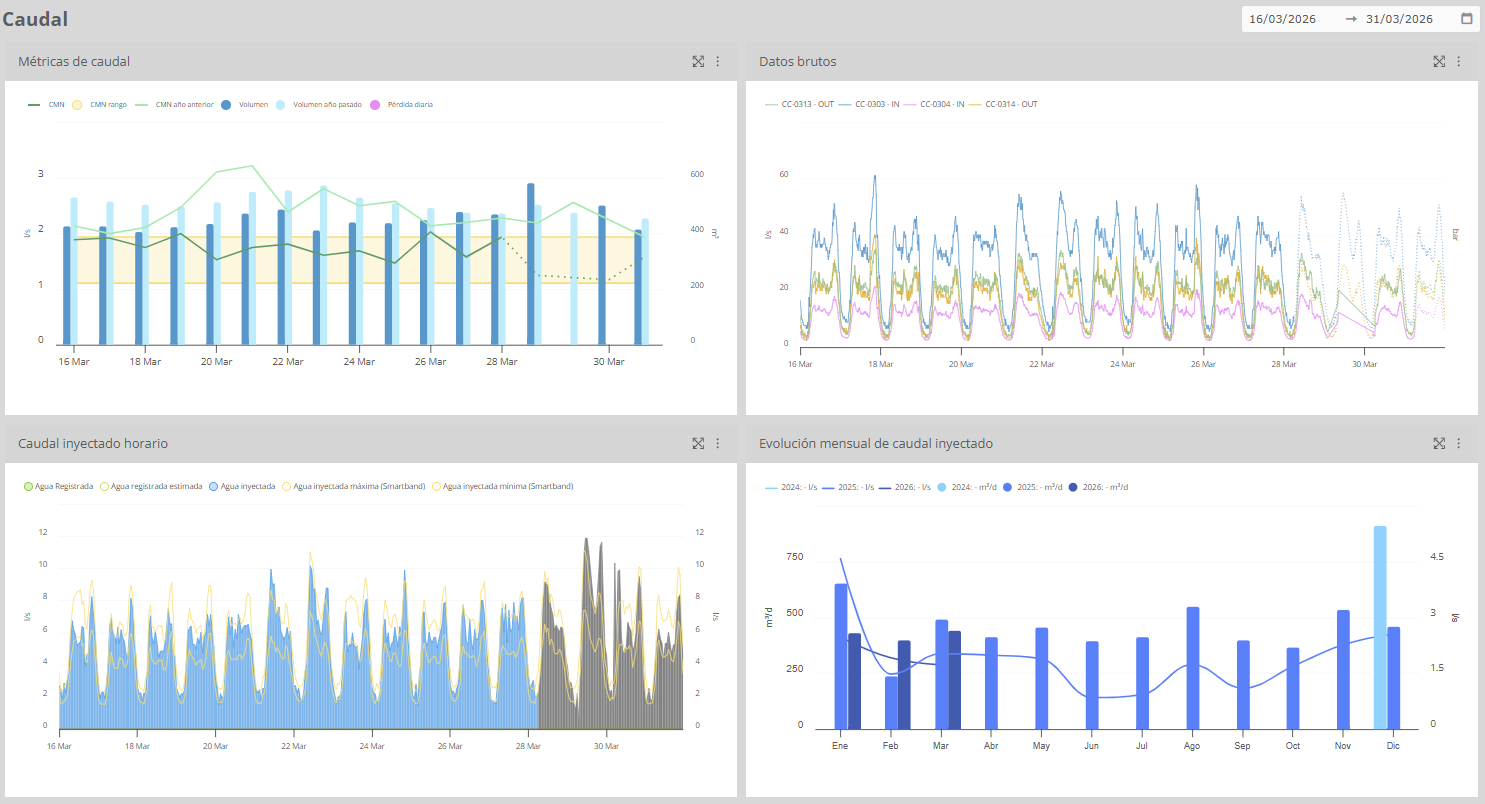 Caudal
16/03/2026 → 31/03/2026
Métricas de caudal
CMN CMN rango CMN año anterior Volumen Volumen año pasado Pérdida diaria
l/s
3
2
1
0
m³
600
400
200
0
16 Mar 18 Mar 20 Mar 22 Mar 24 Mar 26 Mar 28 Mar 30 Mar
Datos brutos
CC-0313 - OUT CC-0303 - IN CC-0304 - IN CC-0314 - OUT
l/s
60
40
20
0
bar
16 Mar 18 Mar 20 Mar 22 Mar 24 Mar 26 Mar 28 Mar 30 Mar
Caudal inyectado horario
Agua Registrada Agua registrada estimada Agua inyectada Agua inyectada máxima (Smartband) Agua inyectada mínima (Smartband)
l/s
12
10
8
6
4
2
0
l/s
12
10
8
6
4
2
0
16 Mar 18 Mar 20 Mar 22 Mar 24 Mar 26 Mar 28 Mar 30 Mar
Evolución mensual de caudal inyectado
2024: - l/s 2025: - l/s 2026: - l/s 2024: - m³/d 2025: - m³/d 2026: - m³/d
m³/d
750
500
250
0
l/s
4.5
3
1.5
0
Ene Feb Mar Abr May Jun Jul Ago Sep Oct Nov Dic